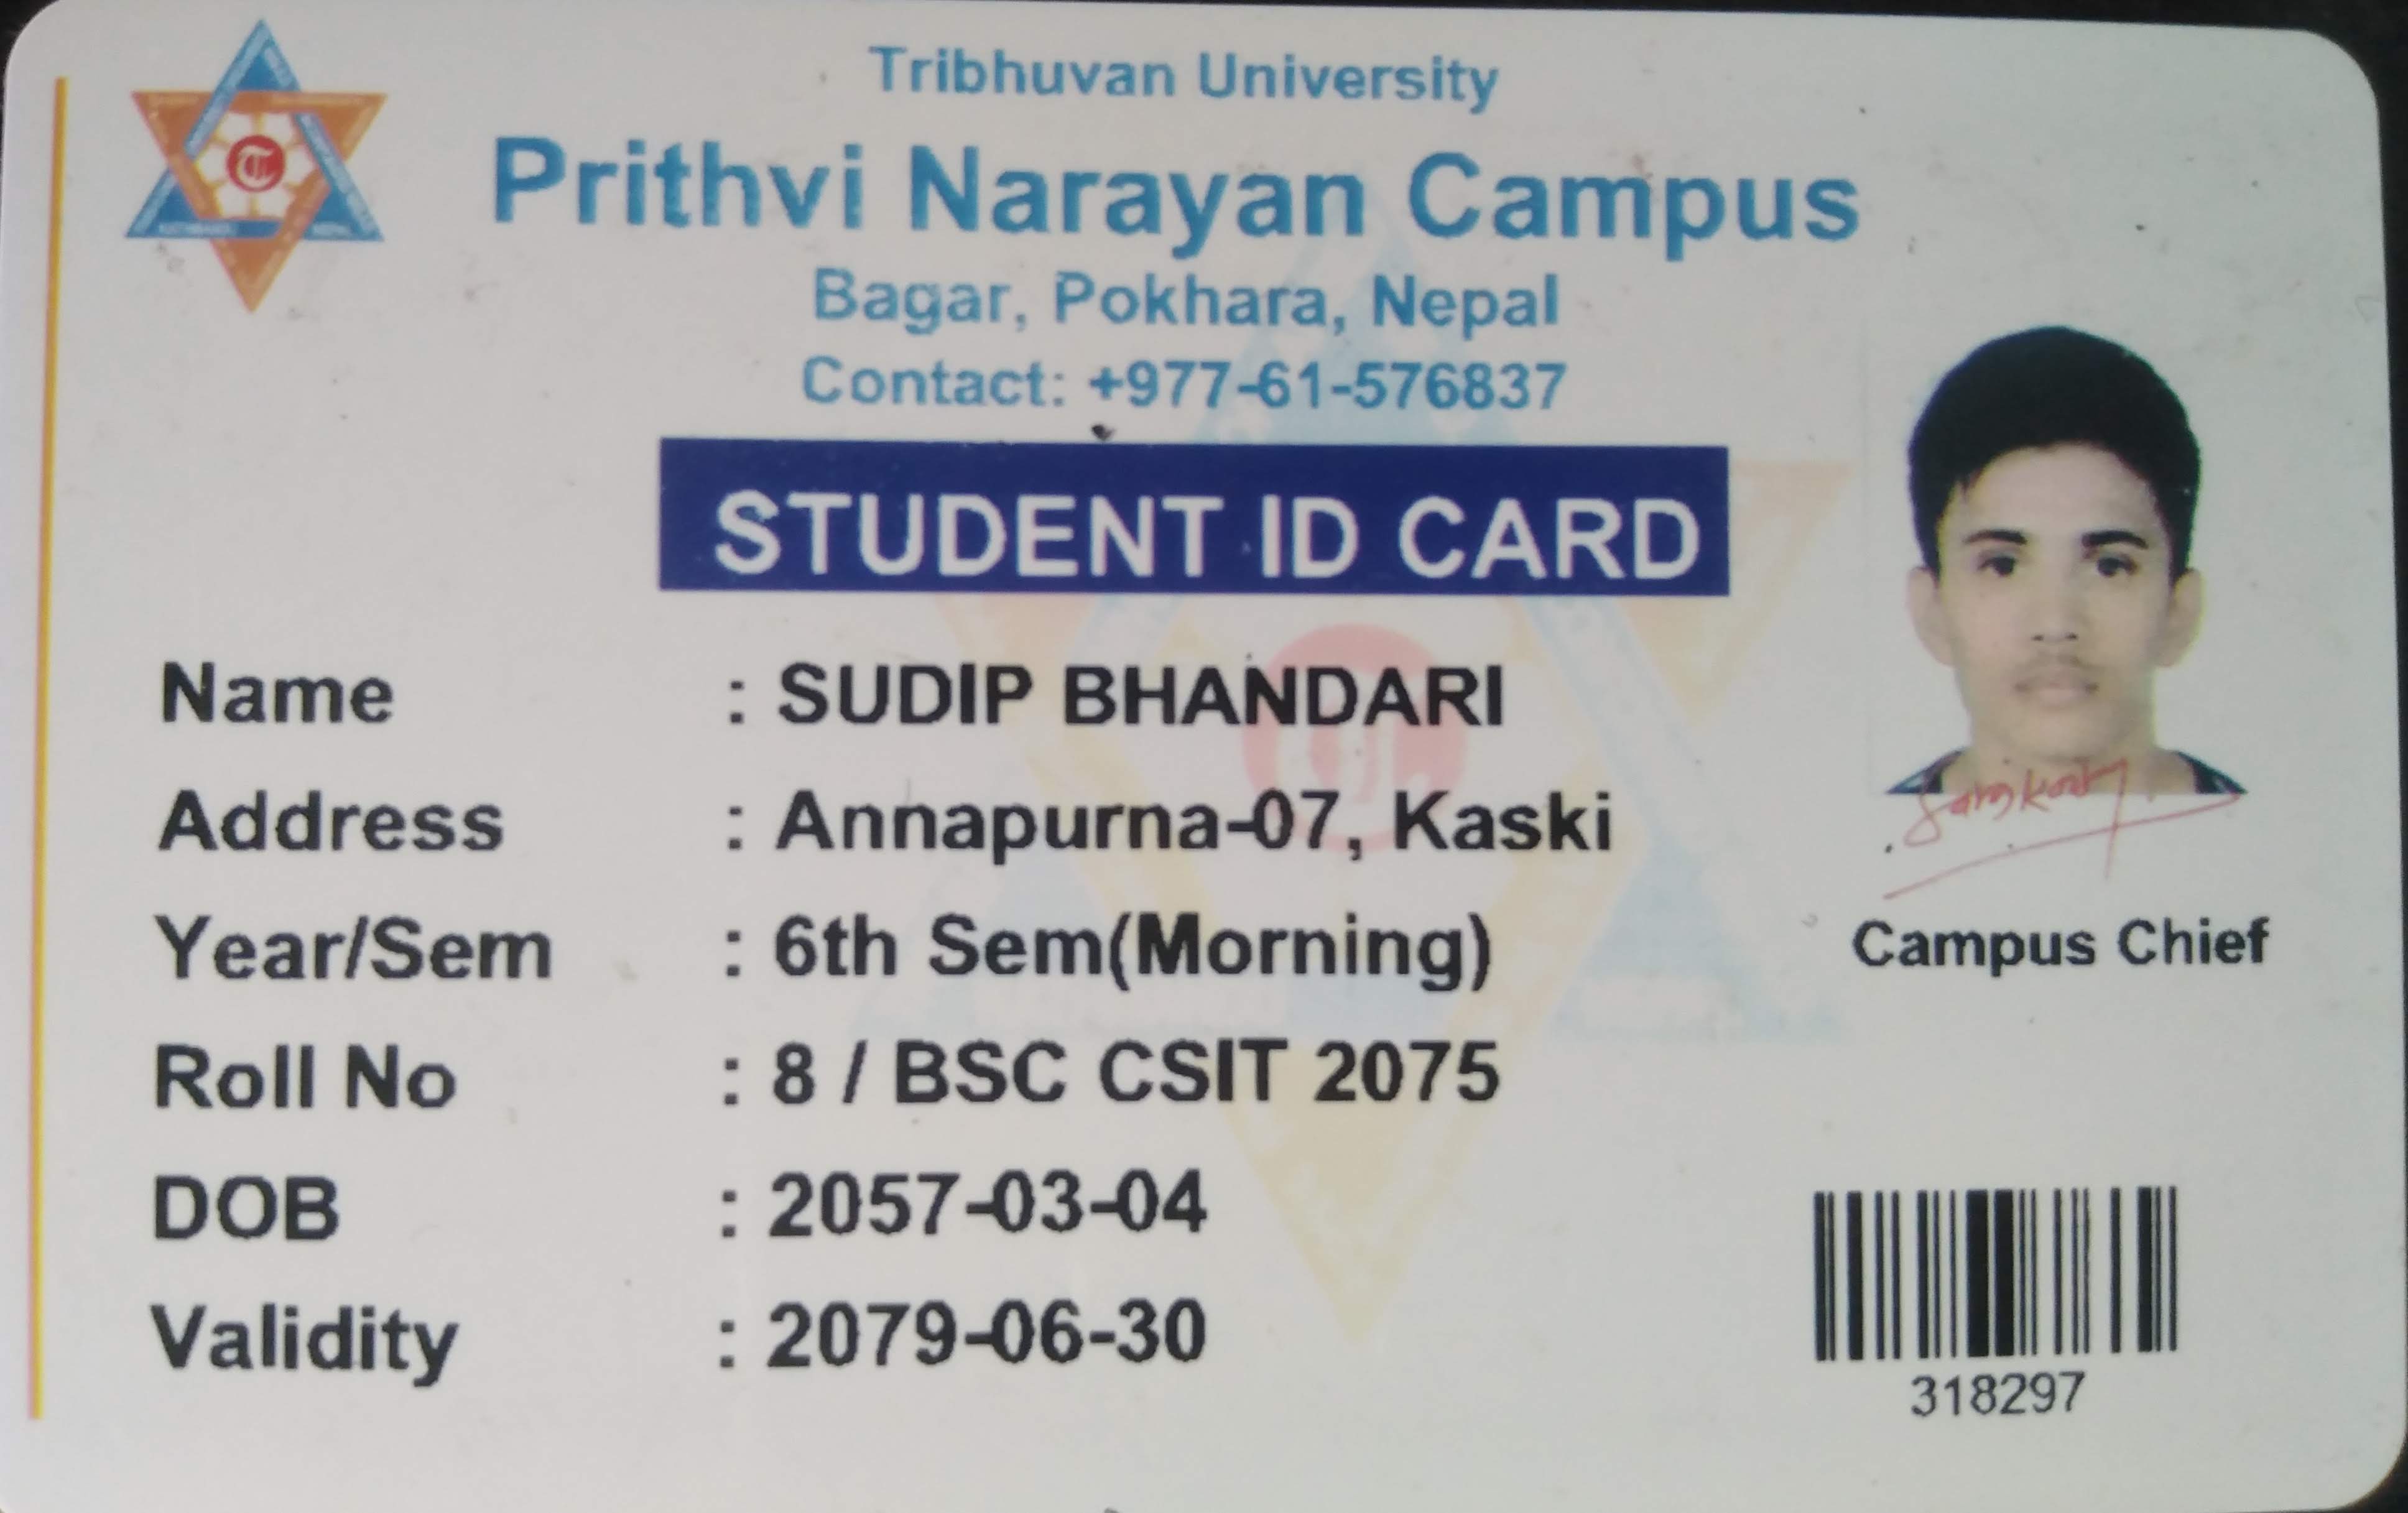 Tribhuvan University
Prithvi Narayan Campus
Bagar, Pokhara, Nepal
Contact: +977-61-576837
STUDENT ID CARD
Name : SUDIP BHANDARI
Address : Annapurna-07, Kaski
Year/Sem : 6th Sem(Morning)
Campus Chief
Roll No : 8 / BSC CSIT 2075
DOB : 2057-03-04
Validity : 2079-06-30
318297